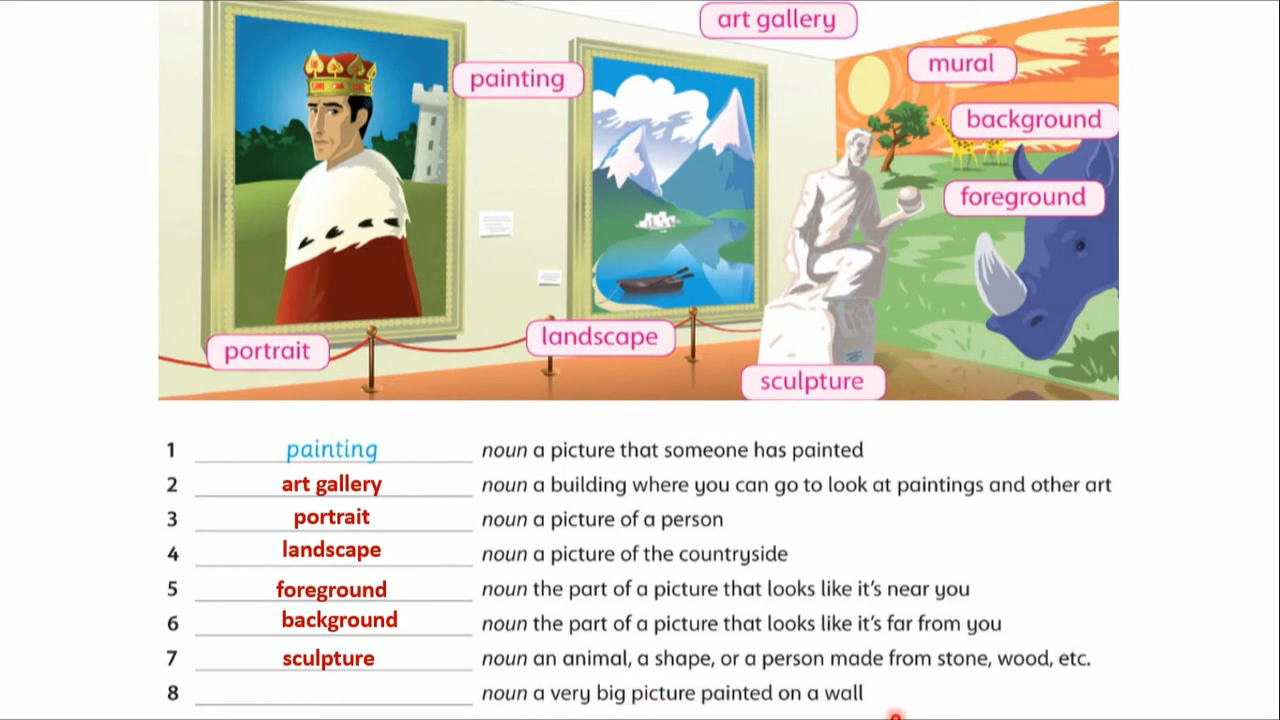 art gallery
mural
painting
background
foreground
landscape
portrait
sculpture
1 painting noun a picture that someone has painted
2 art gallery noun a building where you can go to look at paintings and other art
3 portrait noun a picture of a person
4 landscape noun a picture of the countryside
5 foreground noun the part of a picture that looks like it's near you
6 background noun the part of a picture that looks like it's far from you
7 sculpture noun an animal, a shape, or a person made from stone, wood, etc.
8 noun a very big picture painted on a wall